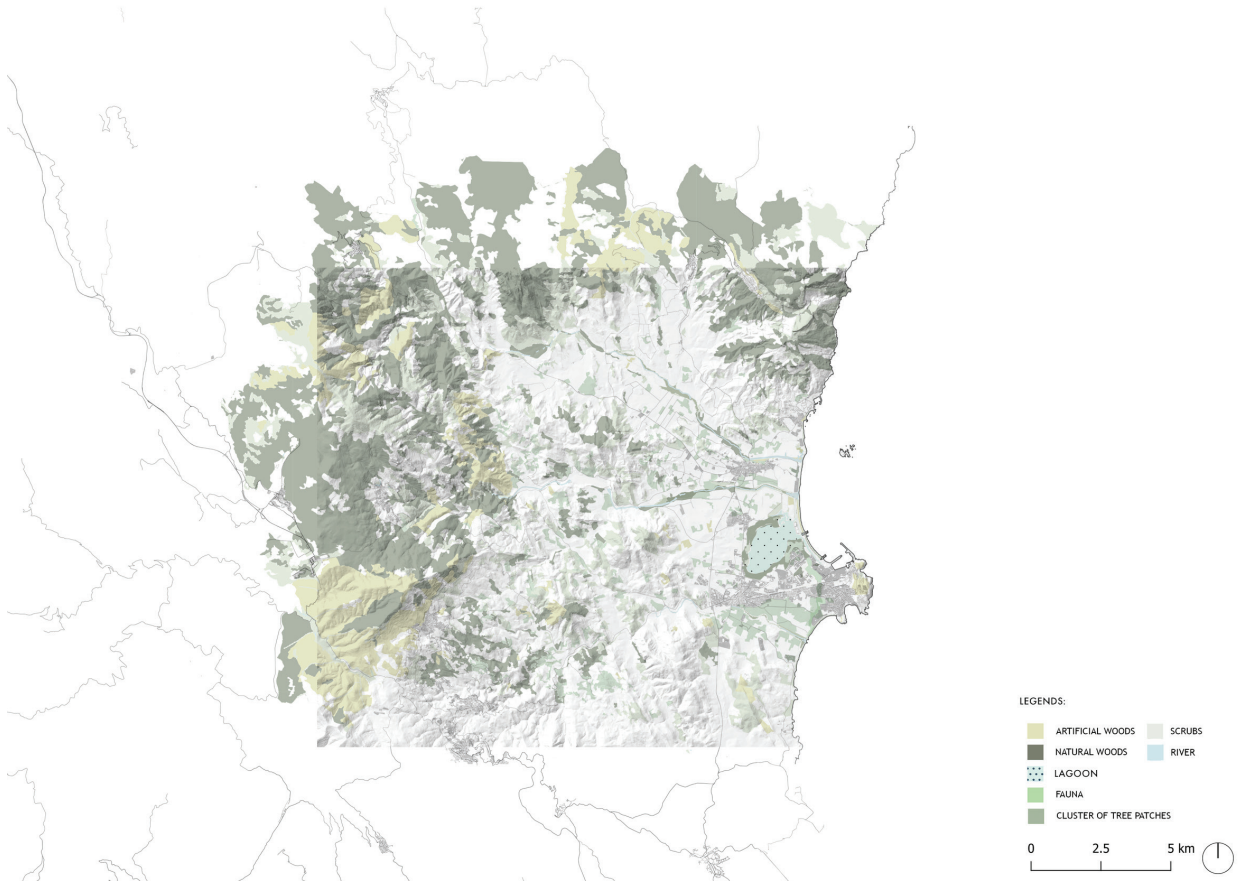 LEGENDS:
ARTIFICIAL WOODS
SCRUBS
NATURAL WOODS
RIVER
LAGOON
FAUNA
CLUSTER OF TREE PATCHES
0 2.5 5 km